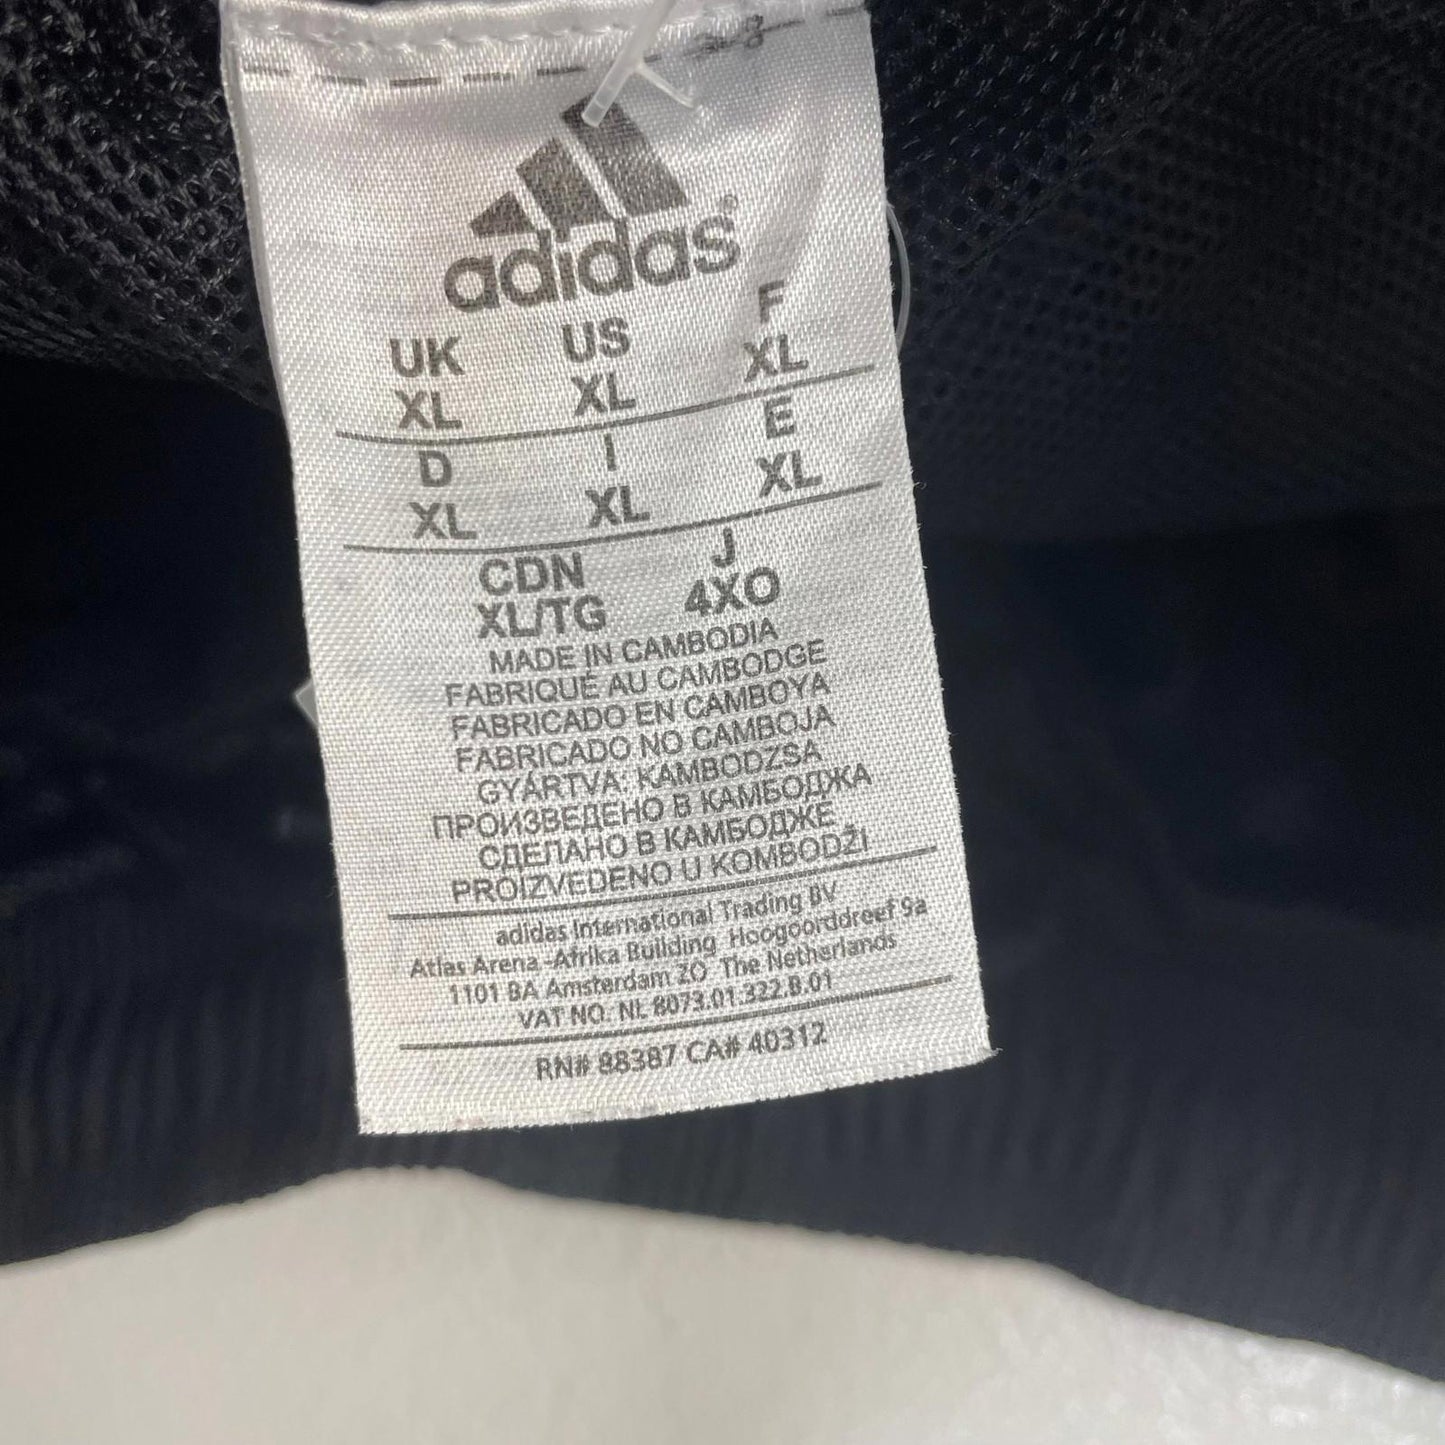 adidas®
UK US F
XL XL XL
D I E
XL XL XL
CDN J
XL/TG 4XO
MADE IN CAMBODIA
FABRIQUÉ AU CAMBODGE
FABRICADO EN CAMBOYA
FABRICADO NO CAMBOJA
GYÁRTVA: KAMBODZSA
ПРОИЗВЕДЕНО В КАМБОДЖА
СДЕЛАНО В КАМБОДЖЕ
PROIZVEDENO U KOMBODŽI
adidas International Trading BV
Atlas Arena -Afrika Building Hoogoorddreef 9a
1101 BA Amsterdam ZO The Netherlands
VAT NO. NL 8073.01.322.B.01
RN# 88387 CA# 40312